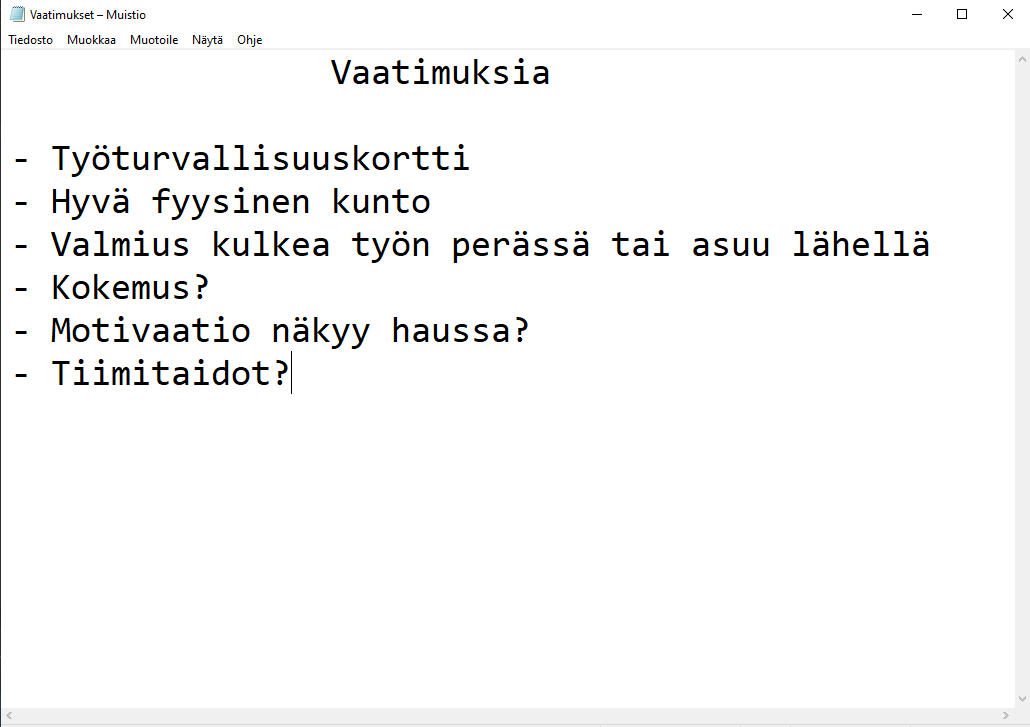 Vaatimukset – Muistio
Tiedosto Muokkaa Muotoile Näytä Ohje
Vaatimuksia
- Työturvallisuuskortti
- Hyvä fyysinen kunto
- Valmius kulkea työn perässä tai asuu lähellä
- Kokemus?
- Motivaatio näkyy haussa?
- Tiimitaidot?